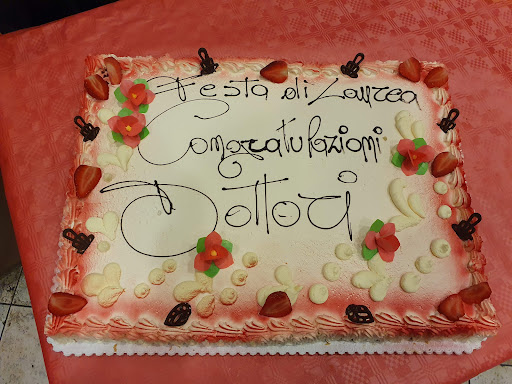 Festa di Laurea
Congratulazioni
Dottori